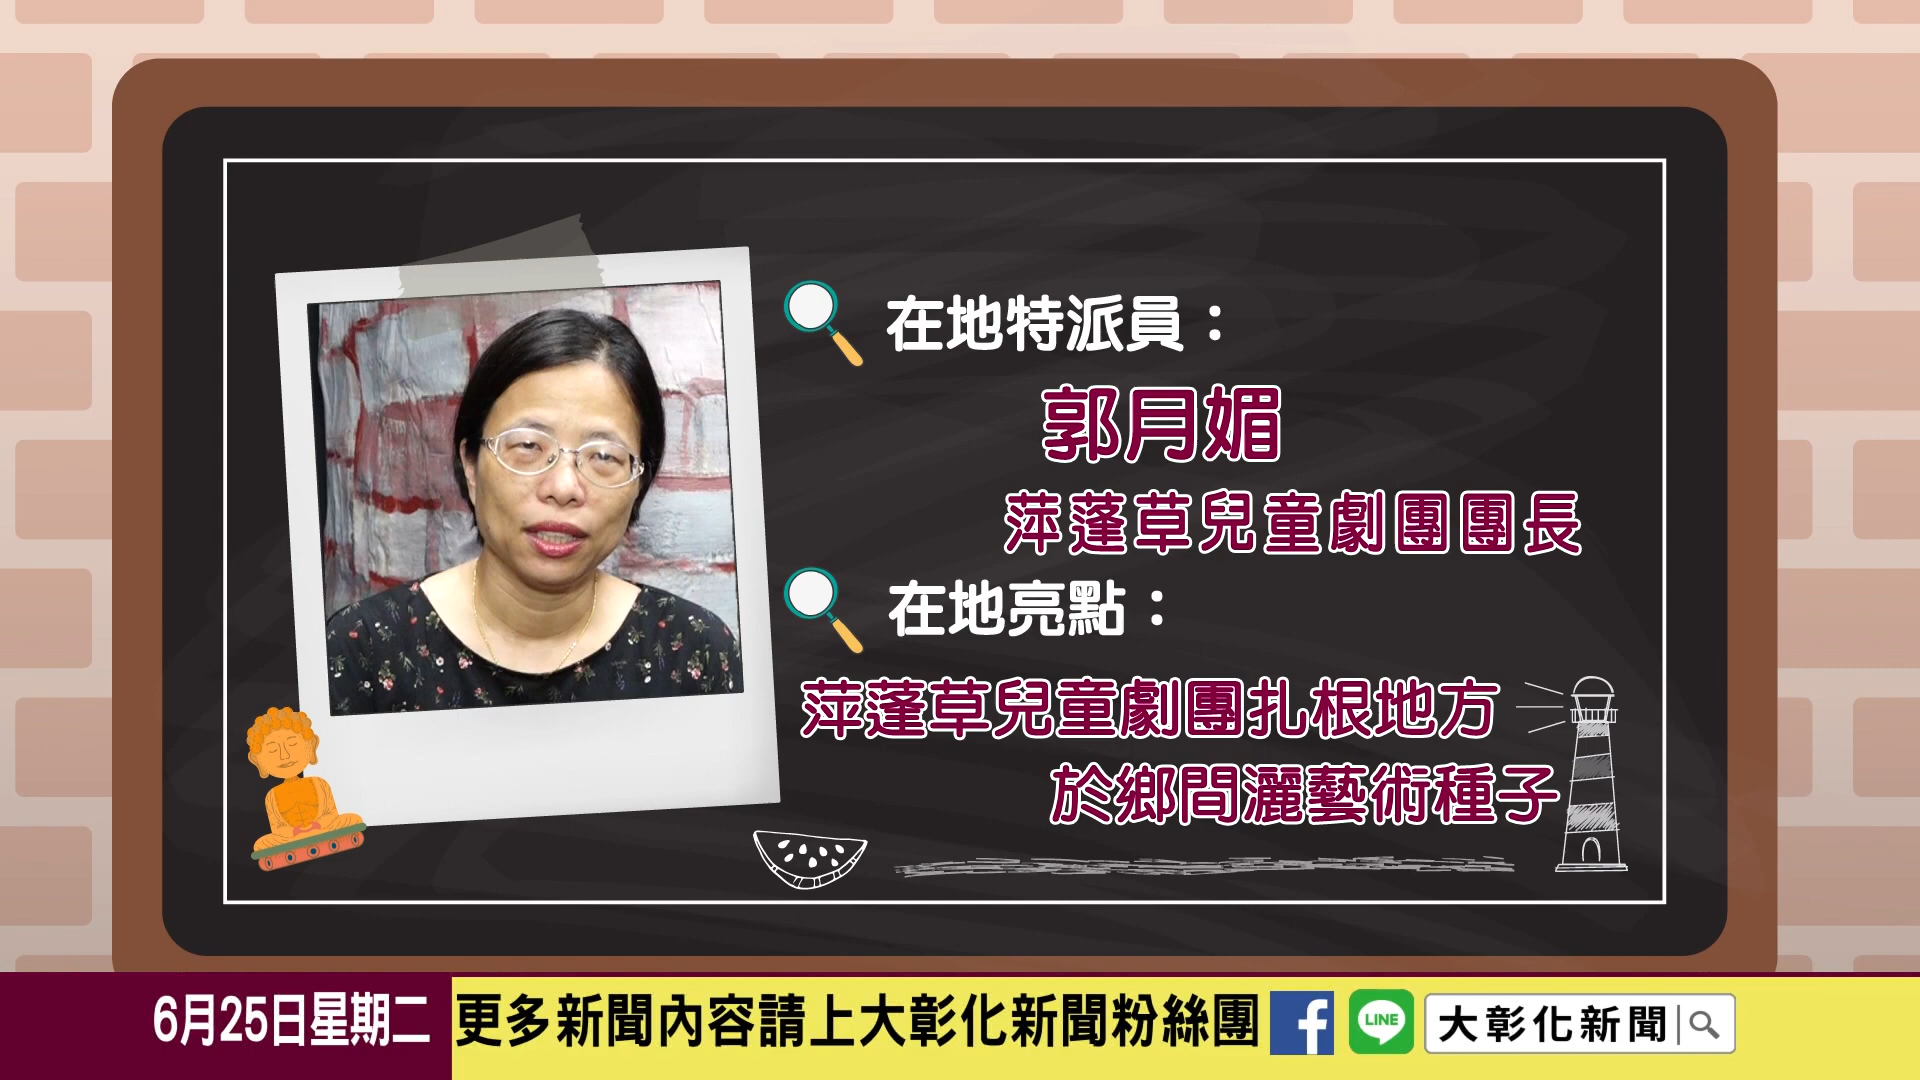 在地特派員：
郭月媚
萍蓬草兒童劇團團長
在地亮點：
萍蓬草兒童劇團扎根地方
於鄉間灑藝術種子
6月25日星期二
更多新聞內容請上大彰化新聞粉絲團
f
LINE
大彰化新聞